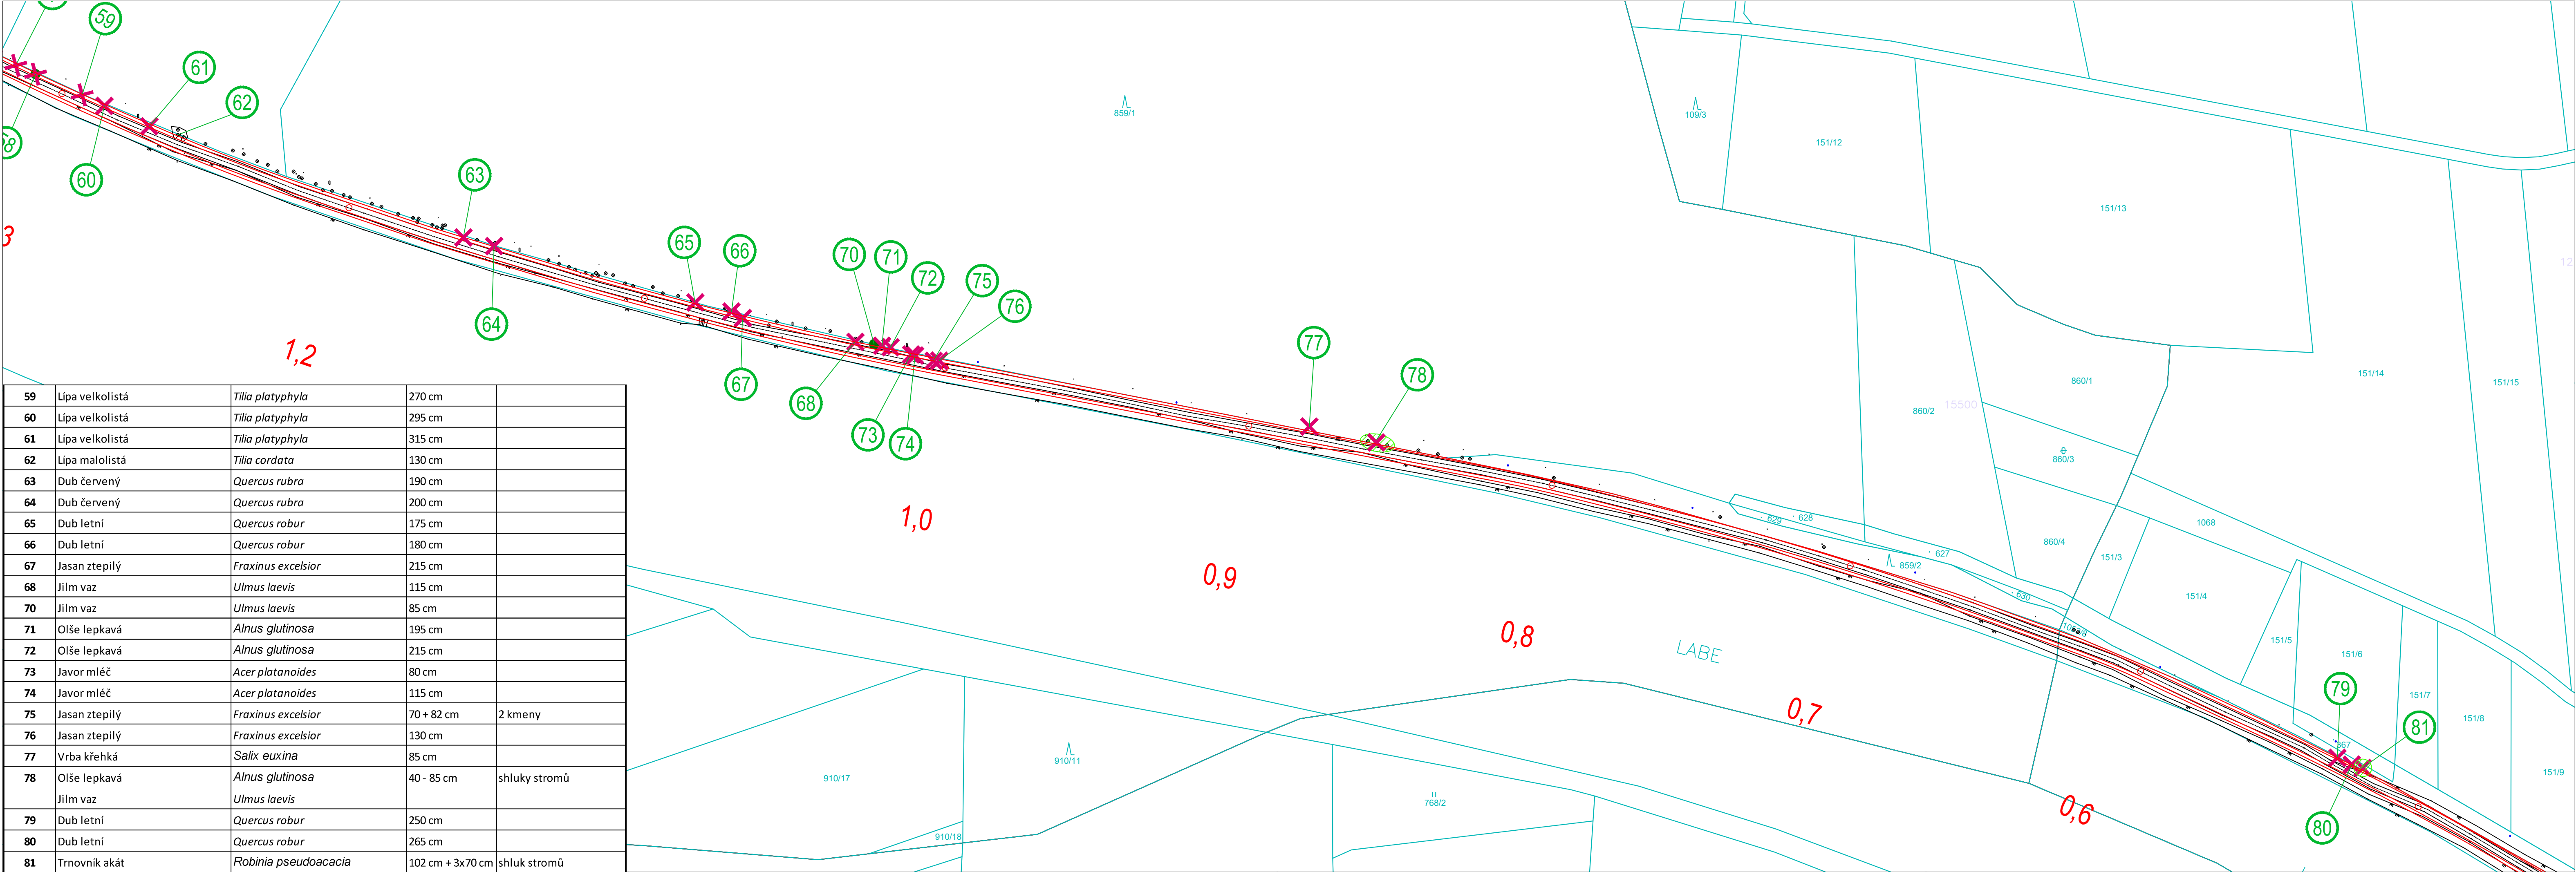 59
61
62
58
60
63
64
65
66
67
70
71
72
75
76
68
73
74
77
78
79
80
81
3
1,2
1,0
0,9
0,8
0,7
0,6
LABE
859/1
109/3
151/12
151/13
12
151/14
151/15
860/1
860/2
15500
860/3
860/4
1068
151/3
151/4
151/5
151/6
151/7
151/8
151/9
629
628
627
859/2
630
867
910/17
910/11
910/18
768/2
59 Lípa velkolistá Tilia platyphyla 270 cm
60 Lípa velkolistá Tilia platyphyla 295 cm
61 Lípa velkolistá Tilia platyphyla 315 cm
62 Lípa malolistá Tilia cordata 130 cm
63 Dub červený Quercus rubra 190 cm
64 Dub červený Quercus rubra 200 cm
65 Dub letní Quercus robur 175 cm
66 Dub letní Quercus robur 180 cm
67 Jasan ztepilý Fraxinus excelsior 215 cm
68 Jilm vaz Ulmus laevis 115 cm
70 Jilm vaz Ulmus laevis 85 cm
71 Olše lepkavá Alnus glutinosa 195 cm
72 Olše lepkavá Alnus glutinosa 215 cm
73 Javor mléč Acer platanoides 80 cm
74 Javor mléč Acer platanoides 115 cm
75 Jasan ztepilý Fraxinus excelsior 70 + 82 cm 2 kmeny
76 Jasan ztepilý Fraxinus excelsior 130 cm
77 Vrba křehká Salix euxina 85 cm
78 Olše lepkavá Alnus glutinosa 40 - 85 cm shluky stromů
Jilm vaz Ulmus laevis
79 Dub letní Quercus robur 250 cm
80 Dub letní Quercus robur 265 cm
81 Trnovník akát Robinia pseudoacacia 102 cm + 3x70 cm shluk stromů